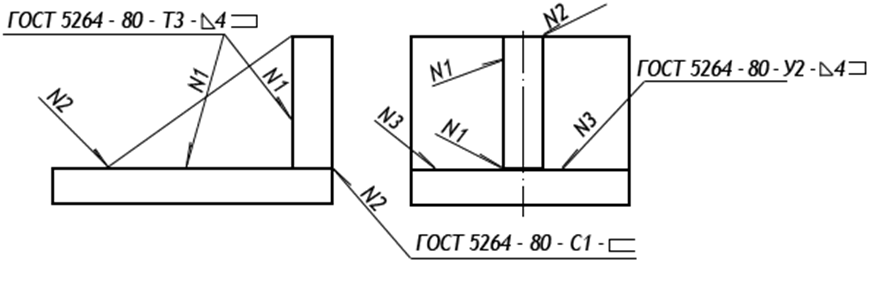 ГОСТ 5264 - 80 - Т3 - ⊿4
N1
N1
N2
N2
ГОСТ 5264 - 80 - С1 -
N2
N1
N3
N1
N3
ГОСТ 5264 - 80 - У2 - ⊿4